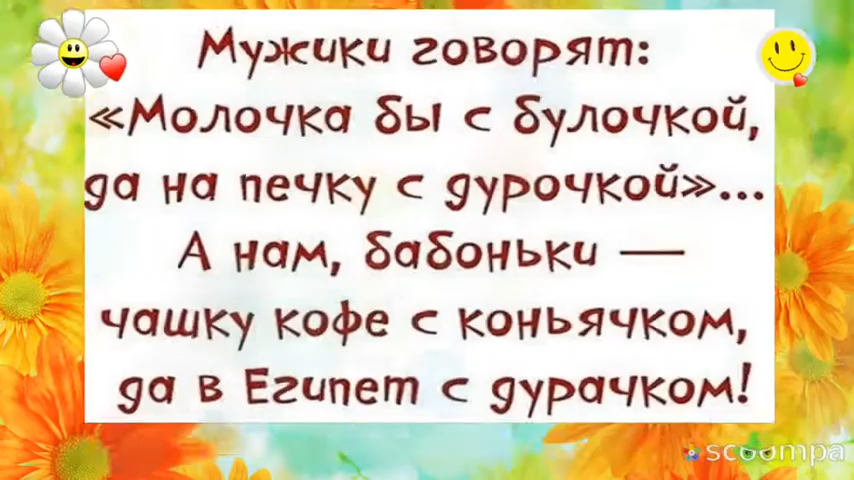 Мужики говорят:
«Молочка бы с булочкой,
да на печку с дурочкой»...
А нам, бабоньки —
чашку кофе с коньячком,
да в Египет с дурачком!
scoompa